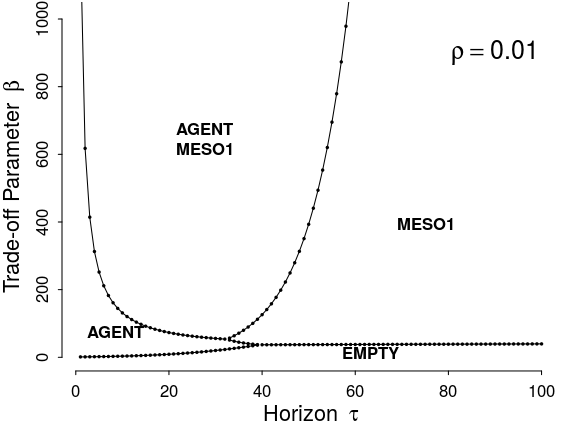 ρ = 0.01
Trade-off Parameter β
1000
800
600
400
200
0
AGENT
MESO1
MESO1
AGENT
EMPTY
0
20
40
60
80
100
Horizon τ